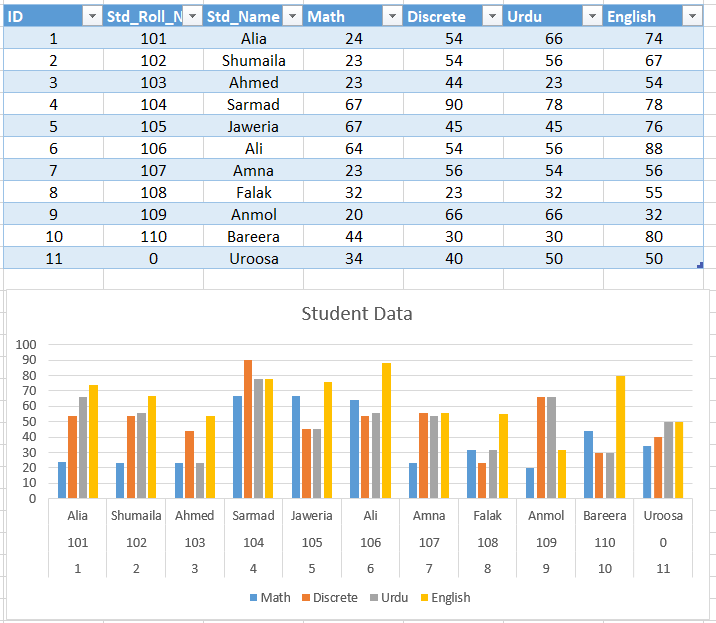 ID Std_Roll_N Std_Name Math Discrete Urdu English
1 101 Alia 24 54 66 74
2 102 Shumaila 23 54 56 67
3 103 Ahmed 23 44 23 54
4 104 Sarmad 67 90 78 78
5 105 Jaweria 67 45 45 76
6 106 Ali 64 54 56 88
7 107 Amna 23 56 54 56
8 108 Falak 32 23 32 55
9 109 Anmol 20 66 66 32
10 110 Bareera 44 30 30 80
11 0 Uroosa 34 40 50 50
Student Data
100
90
80
70
60
50
40
30
20
10
0
Alia Shumaila Ahmed Sarmad Jaweria Ali Amna Falak Anmol Bareera Uroosa
101 102 103 104 105 106 107 108 109 110 0
1 2 3 4 5 6 7 8 9 10 11
Math Discrete Urdu English